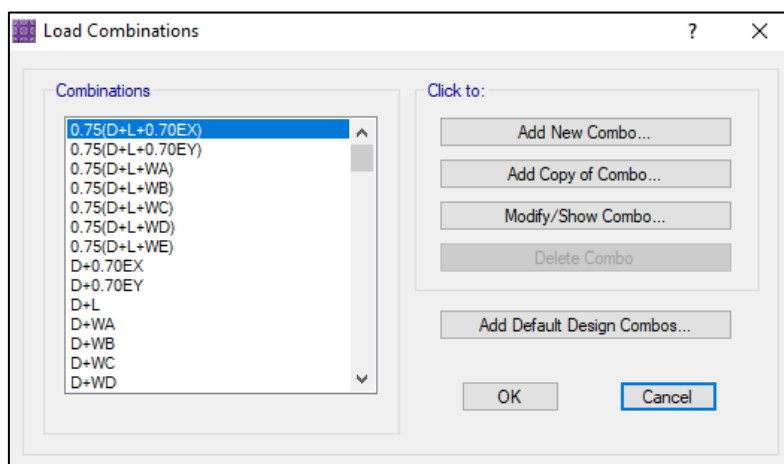 Load Combinations
?
Combinations
0.75(D+L+0.70EX)
0.75(D+L+0.70EY)
0.75(D+L+WA)
0.75(D+L+WB)
0.75(D+L+WC)
0.75(D+L+WD)
0.75(D+L+WE)
D+0.70EX
D+0.70EY
D+L
D+WA
D+WB
D+WC
D+WD
Click to:
Add New Combo...
Add Copy of Combo...
Modify/Show Combo...
Delete Combo
Add Default Design Combos...
OK
Cancel